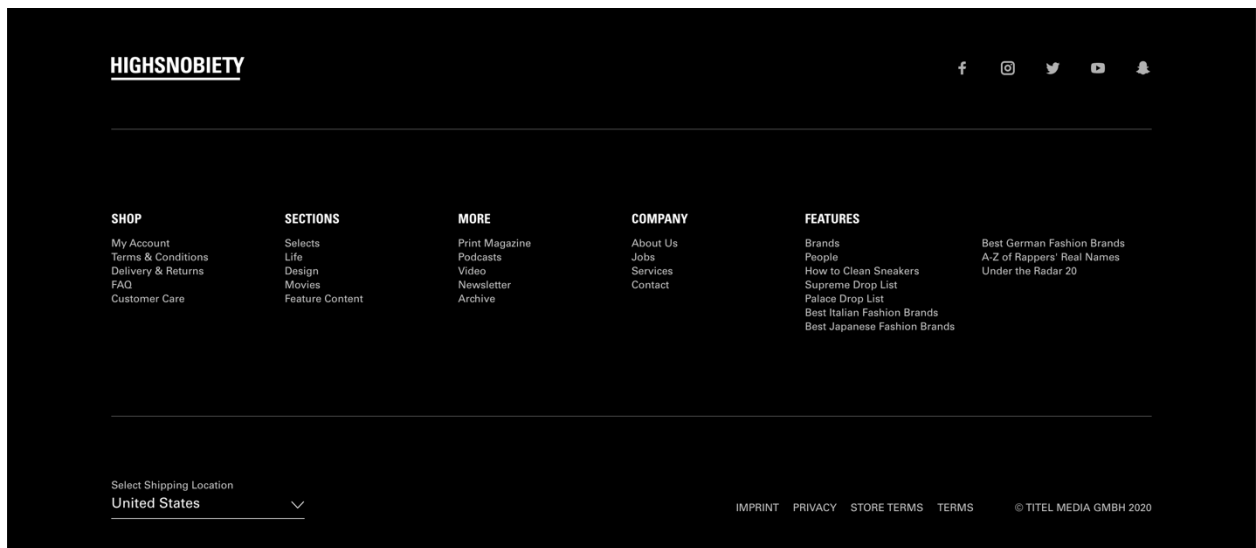 HIGHSNOBIETY
SHOP
My Account
Terms & Conditions
Delivery & Returns
FAQ
Customer Care
SECTIONS
Selects
Life
Design
Movies
Feature Content
MORE
Print Magazine
Podcasts
Video
Newsletter
Archive
COMPANY
About Us
Jobs
Services
Contact
FEATURES
Brands
People
How to Clean Sneakers
Supreme Drop List
Palace Drop List
Best Italian Fashion Brands
Best Japanese Fashion Brands
Best German Fashion Brands
A-Z of Rappers' Real Names
Under the Radar 20
Select Shipping Location
United States
IMPRINT PRIVACY STORE TERMS TERMS © TITEL MEDIA GMBH 2020